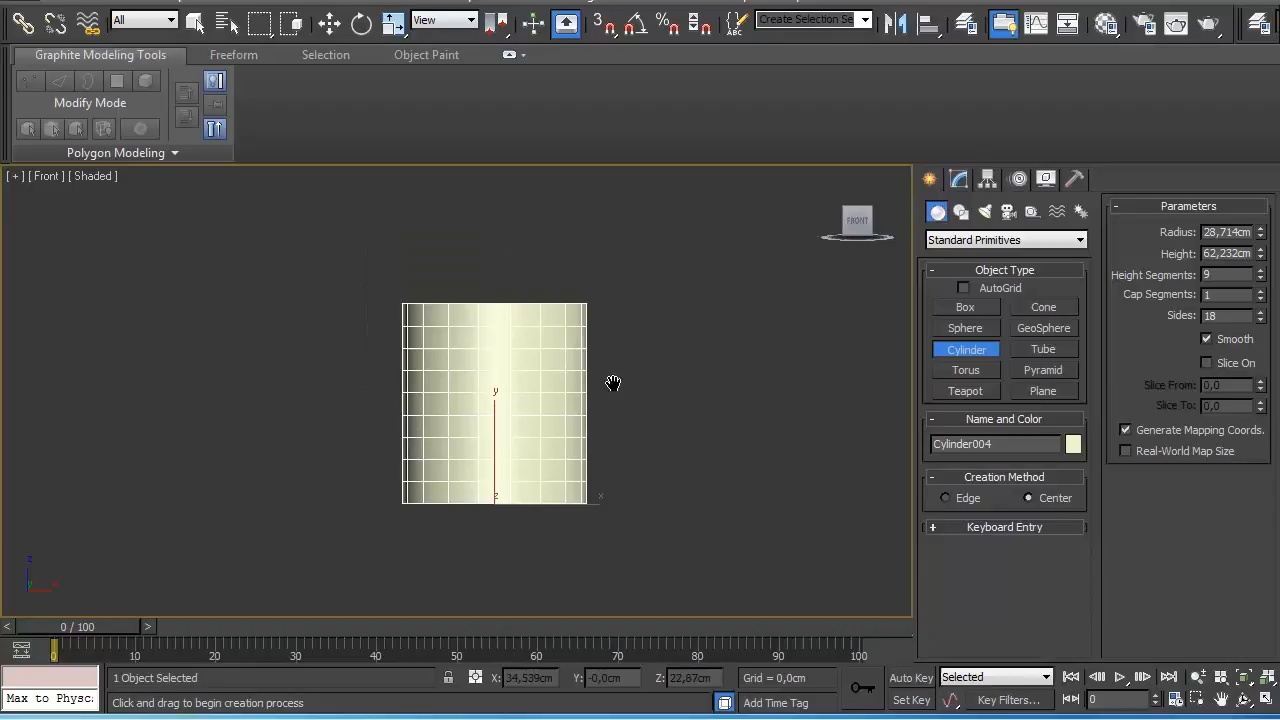 All
View
3
%
ABC
Create Selection Se
Graphite Modeling Tools
Freeform
Selection
Object Paint
Modify Mode
Polygon Modeling
[ + ] [ Front ] [ Shaded ]
FRONT
y
z
x
z
y
x
Standard Primitives
- Object Type
AutoGrid
Box
Cone
Sphere
GeoSphere
Cylinder
Tube
Torus
Pyramid
Teapot
Plane
- Name and Color
Cylinder004
- Creation Method
Edge
Center
+ Keyboard Entry
- Parameters
Radius: 28,714cm
Height: 62,232cm
Height Segments: 9
Cap Segments: 1
Sides: 18
Smooth
Slice On
Slice From: 0,0
Slice To: 0,0
Generate Mapping Coords.
Real-World Map Size
< 0 / 100 >
0 10 20 30 40 50 60 70 80 90 100
1 Object Selected
X: 34,539cm Y: -0,0cm Z: 22,87cm
Grid = 0,0cm
Auto Key
Selected
Max to Physc:
Click and drag to begin creation process
Add Time Tag
Set Key
Key Filters...
0